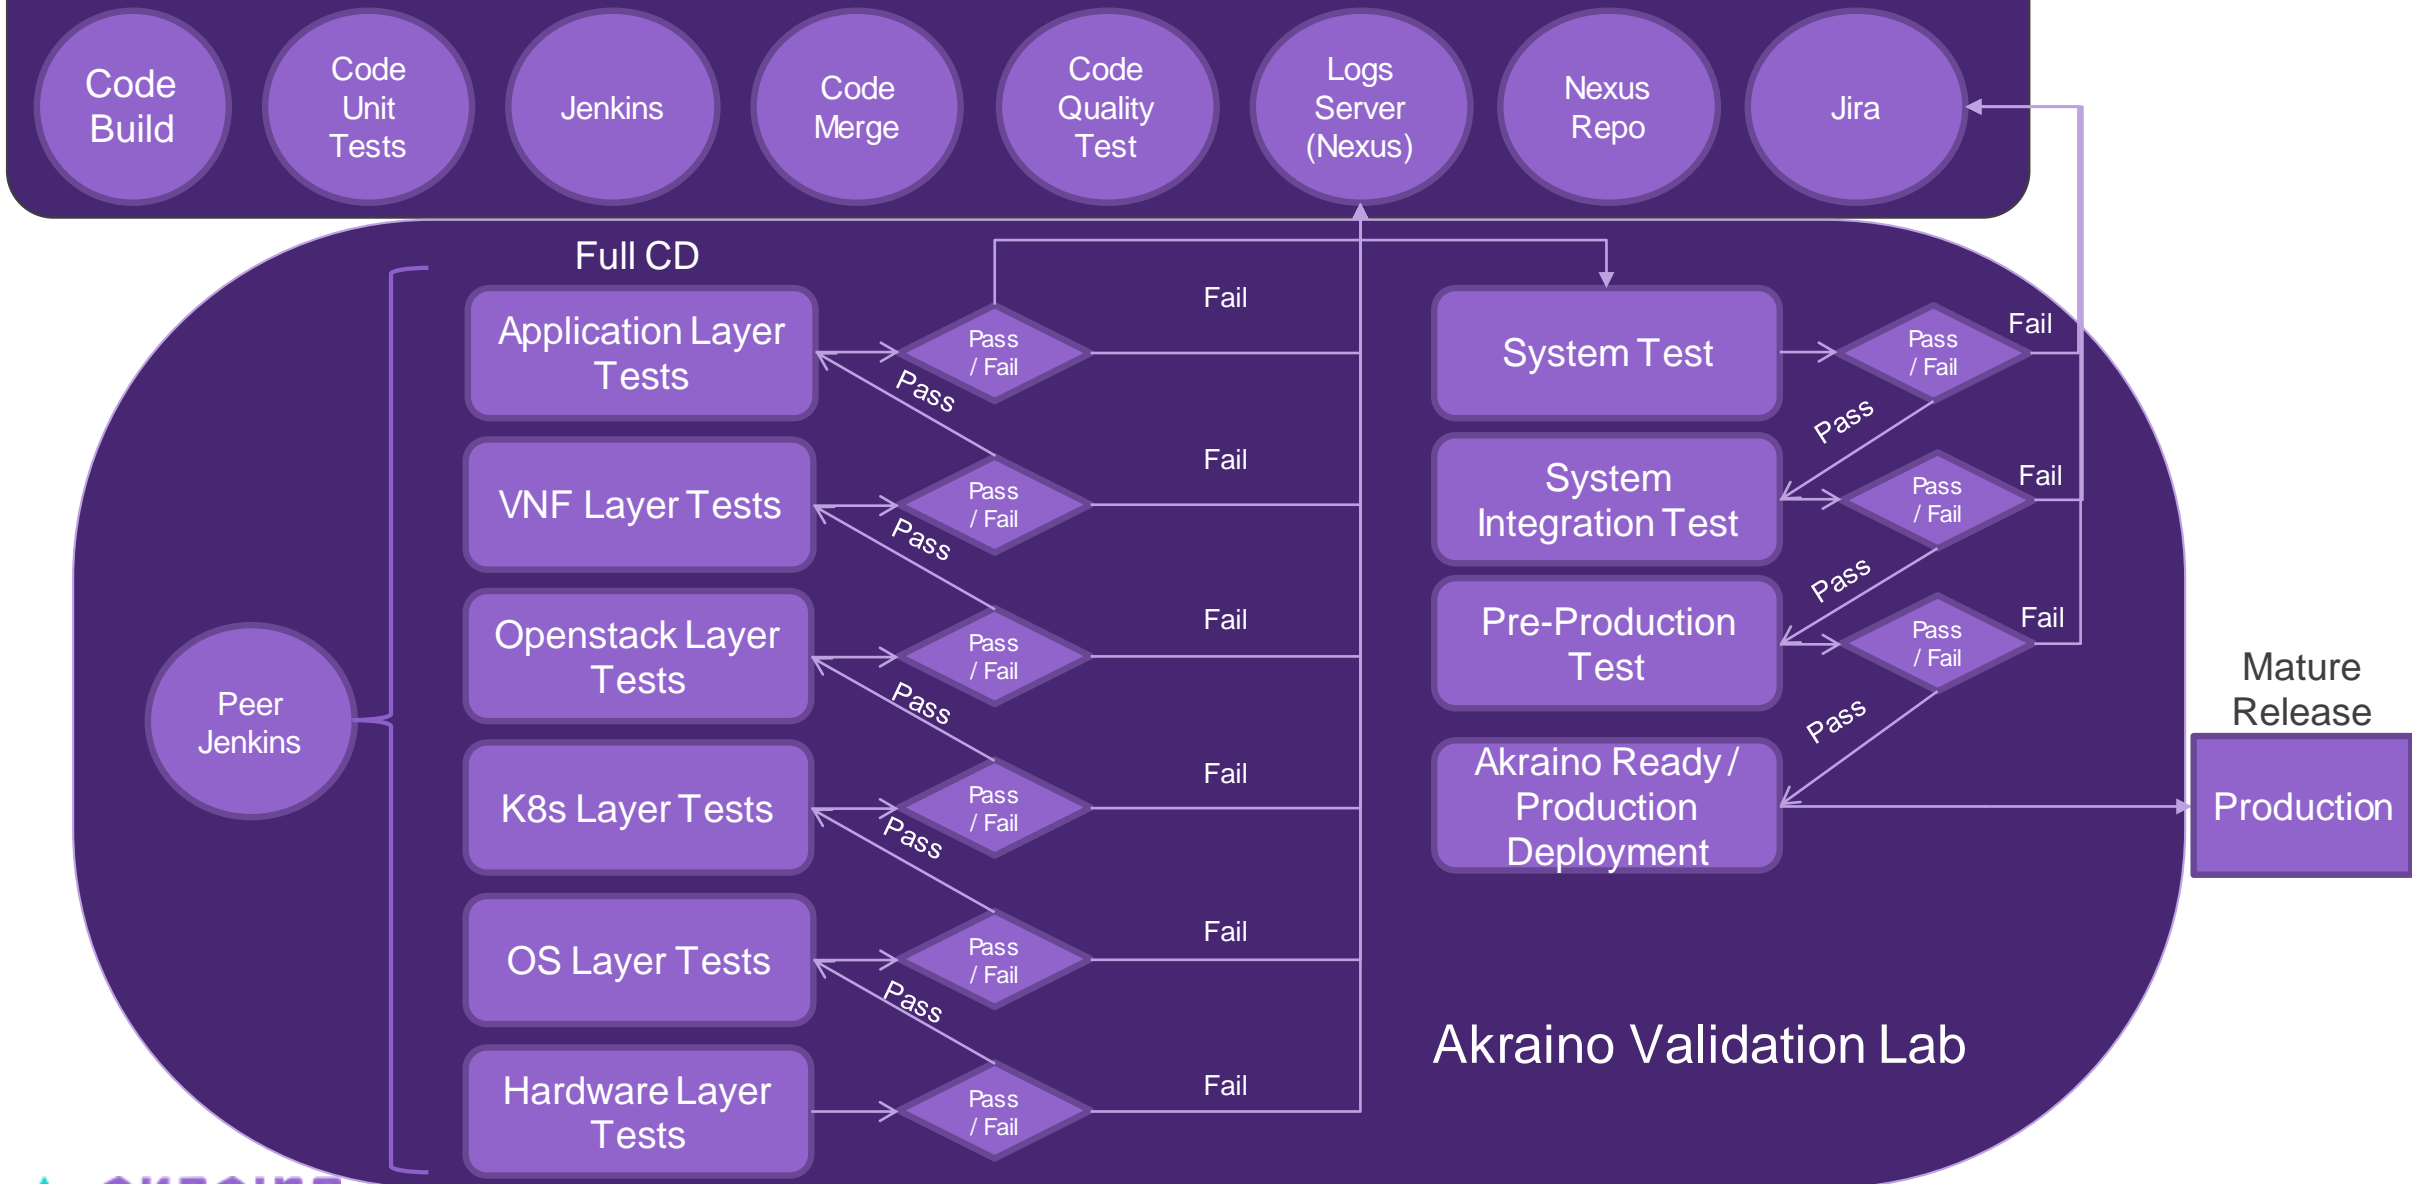 Code
Build
Code
Unit
Tests
Jenkins
Code
Merge
Code
Quality
Test
Logs
Server
(Nexus)
Nexus
Repo
Jira
Full CD
Application Layer
Tests
Pass
/ Fail
Fail
Pass
VNF Layer Tests
Pass
/ Fail
Fail
Pass
Openstack Layer
Tests
Pass
/ Fail
Fail
Pass
K8s Layer Tests
Pass
/ Fail
Fail
Pass
OS Layer Tests
Pass
/ Fail
Fail
Pass
Hardware Layer
Tests
Pass
/ Fail
Fail
Peer
Jenkins
System Test
Pass
/ Fail
Fail
Pass
System
Integration Test
Pass
/ Fail
Fail
Pass
Pre-Production
Test
Pass
/ Fail
Fail
Pass
Akraino Ready /
Production
Deployment
Mature
Release
Production
Akraino Validation Lab